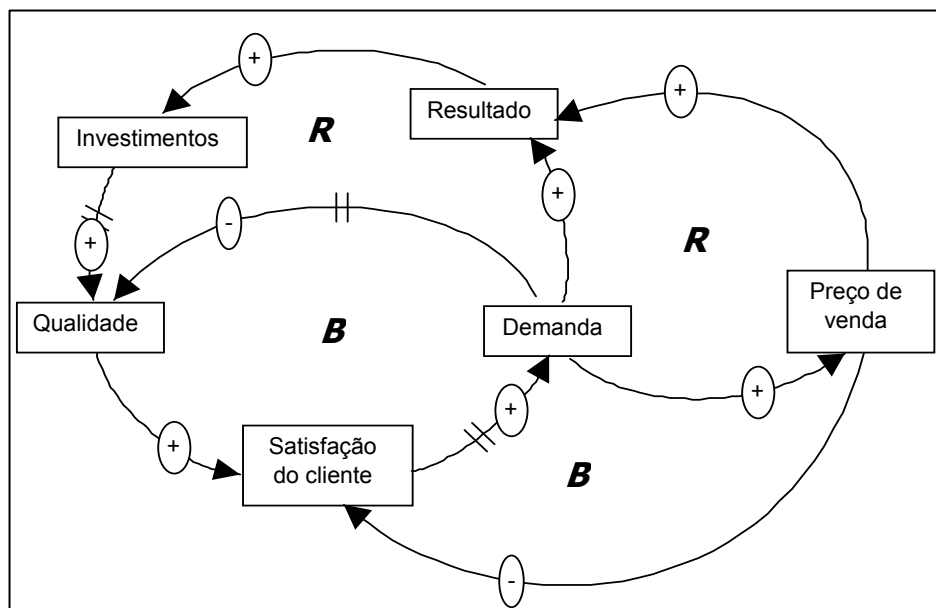 +
+
Resultado
Investimentos
R
+
-
R
+
Preço de
venda
Qualidade
B
Demanda
+
+
+
Satisfação
do cliente
B
-